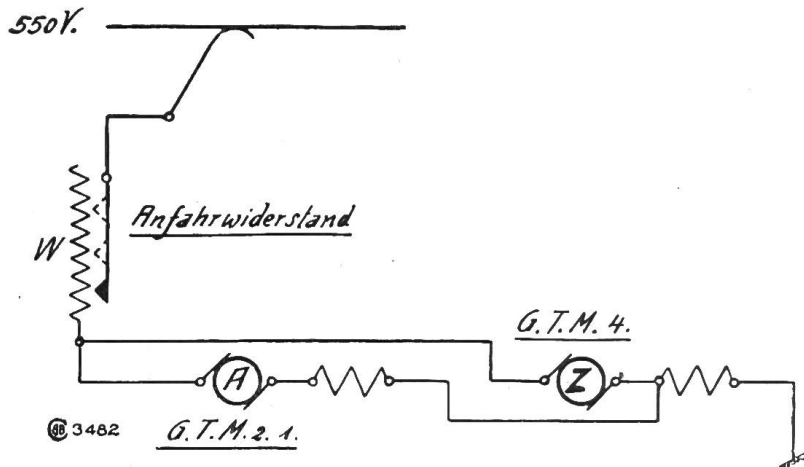 550V.
Anfahrwiderstand
W
G.T.M. 4.
A
Z
3482
G.T.M. 2. 1.